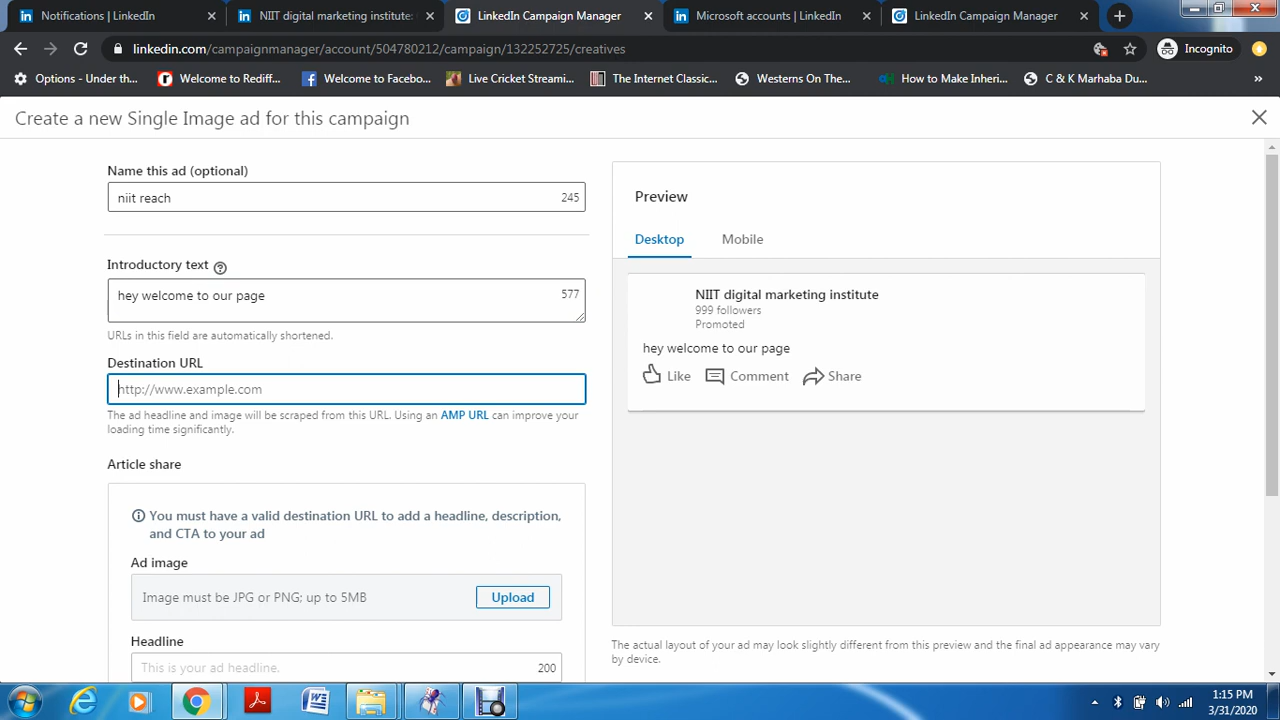 Notifications | LinkedIn
NIIT digital marketing institute:
LinkedIn Campaign Manager
Microsoft accounts | LinkedIn
LinkedIn Campaign Manager
linkedin.com/campaignmanager/account/504780212/campaign/132252725/creatives
Incognito
Options - Under th...
Welcome to Rediff...
Welcome to Facebo...
Live Cricket Streami...
The Internet Classic...
Westerns On The...
How to Make Inheri...
C & K Marhaba Du...
Create a new Single Image ad for this campaign
Name this ad (optional)
niit reach
245
Introductory text
hey welcome to our page
577
URLs in this field are automatically shortened.
Destination URL
http://www.example.com
The ad headline and image will be scraped from this URL. Using an AMP URL can improve your
loading time significantly.
Article share
You must have a valid destination URL to add a headline, description,
and CTA to your ad
Ad image
Image must be JPG or PNG; up to 5MB
Upload
Headline
This is your ad headline.
200
Preview
Desktop
Mobile
NIIT digital marketing institute
999 followers
Promoted
hey welcome to our page
Like
Comment
Share
The actual layout of your ad may look slightly different from this preview and the final ad appearance may vary
by device.
1:15 PM
3/31/2020